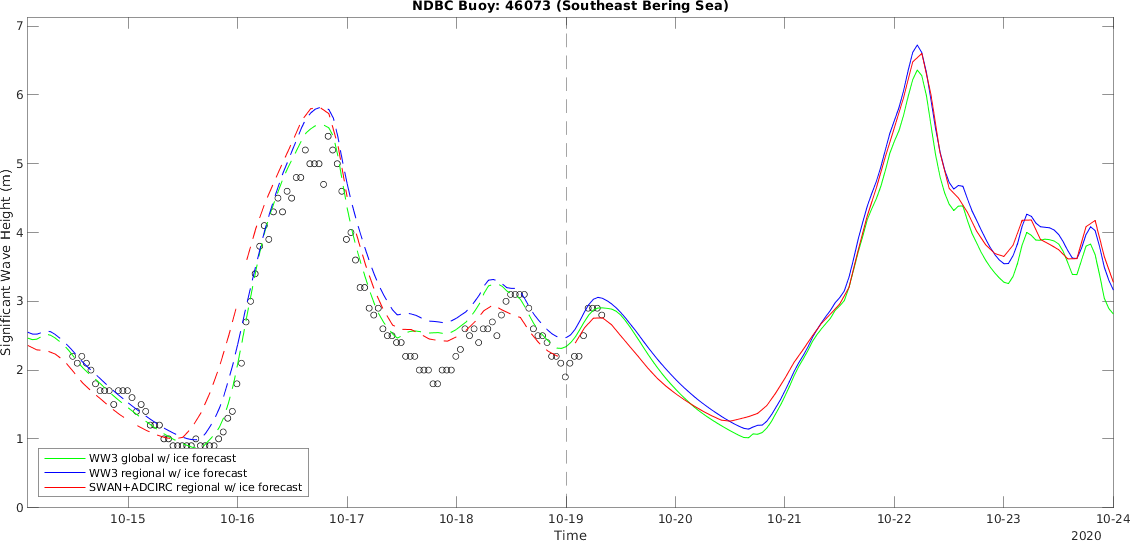 NDBC Buoy: 46073 (Southeast Bering Sea)
7
6
5
4
3
2
1
0
Significant Wave Height (m)
WW3 global w/ ice forecast
WW3 regional w/ ice forecast
SWAN+ADCIRC regional w/ ice forecast
10-15 10-16 10-17 10-18 10-19 10-20 10-21 10-22 10-23 10-24
Time
2020